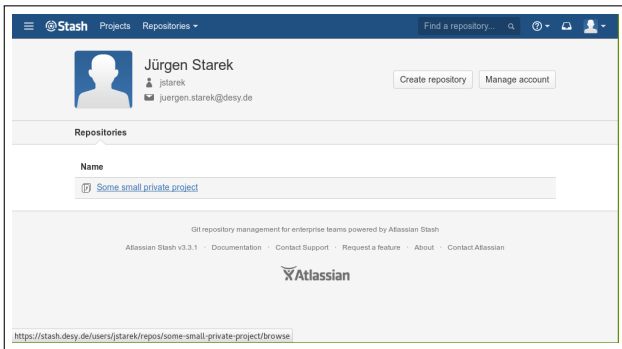 Stash Projects Repositories Find a repository...
Jürgen Starek
jstarek
juergen.starek@desy.de
Create repository Manage account
Repositories
Name
Some small private project
Git repository management for enterprise teams powered by Atlassian Stash
Atlassian Stash v3.3.1 · Documentation · Contact Support · Request a feature · About · Contact Atlassian
Atlassian
https://stash.desy.de/users/jstarek/repos/some-small-private-project/browse